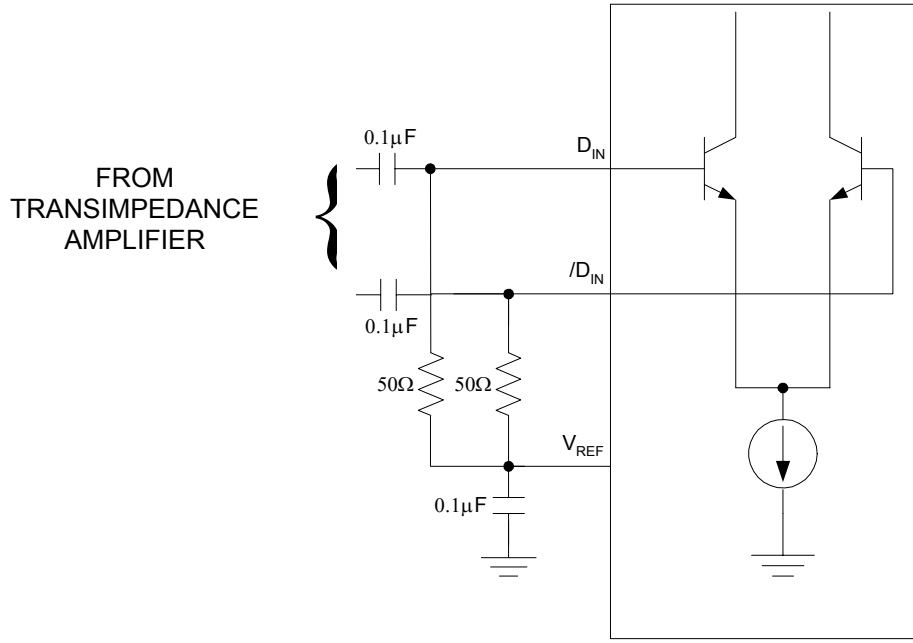 0.1μF
D_IN
FROM
TRANSIMPEDANCE
AMPLIFIER
{
/D_IN
0.1μF
50Ω
50Ω
V_REF
0.1μF